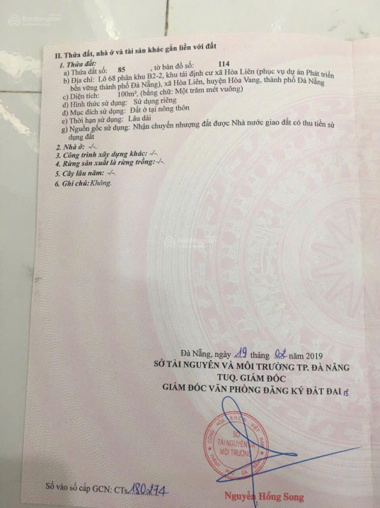 II. Thửa đất, nhà ở và tài sản khác gắn liền với đất
1. Thửa đất:
a) Thửa đất số: 85, tờ bản đồ số: 114
b) Địa chỉ: Lô 68 phân khu B2-2, khu tái định cư xã Hòa Liên (phục vụ dự án Phát triển
bền vững thành phố Đà Nẵng), xã Hòa Liên, huyện Hòa Vang, thành phố Đà Nẵng
c) Diện tích: 100m², (bằng chữ: Một trăm mét vuông)
d) Hình thức sử dụng: Sử dụng riêng
đ) Mục đích sử dụng: Đất ở tại nông thôn
e) Thời hạn sử dụng: Lâu dài
g) Nguồn gốc sử dụng: Nhận chuyển nhượng đất được Nhà nước giao đất có thu tiền sử
dụng đất
2. Nhà ở: -/-
3. Công trình xây dựng khác: -/-
4. Rừng sản xuất là rừng trồng: -/-
5. Cây lâu năm: -/-
6. Ghi chú: Không.
Đà Nẵng, ngày 19 tháng 02 năm 2019
SỞ TÀI NGUYÊN VÀ MÔI TRƯỜNG TP. ĐÀ NẴNG
TUQ. GIÁM ĐỐC
GIÁM ĐỐC VĂN PHÒNG ĐĂNG KÝ ĐẤT ĐAI
SỞ
TÀI NGUYÊN VÀ
MÔI TRƯỜNG
Nguyễn Hồng Song
Số vào sổ cấp GCN: CTs 180274